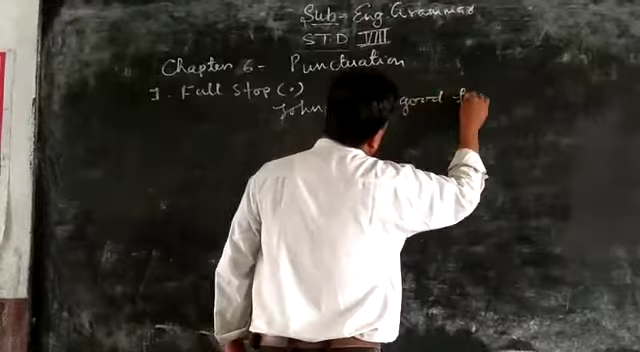 Sub - Eng. Grammar
STD VIII
Chapter 6 - Punctuation
1. Full Stop (.)
John good